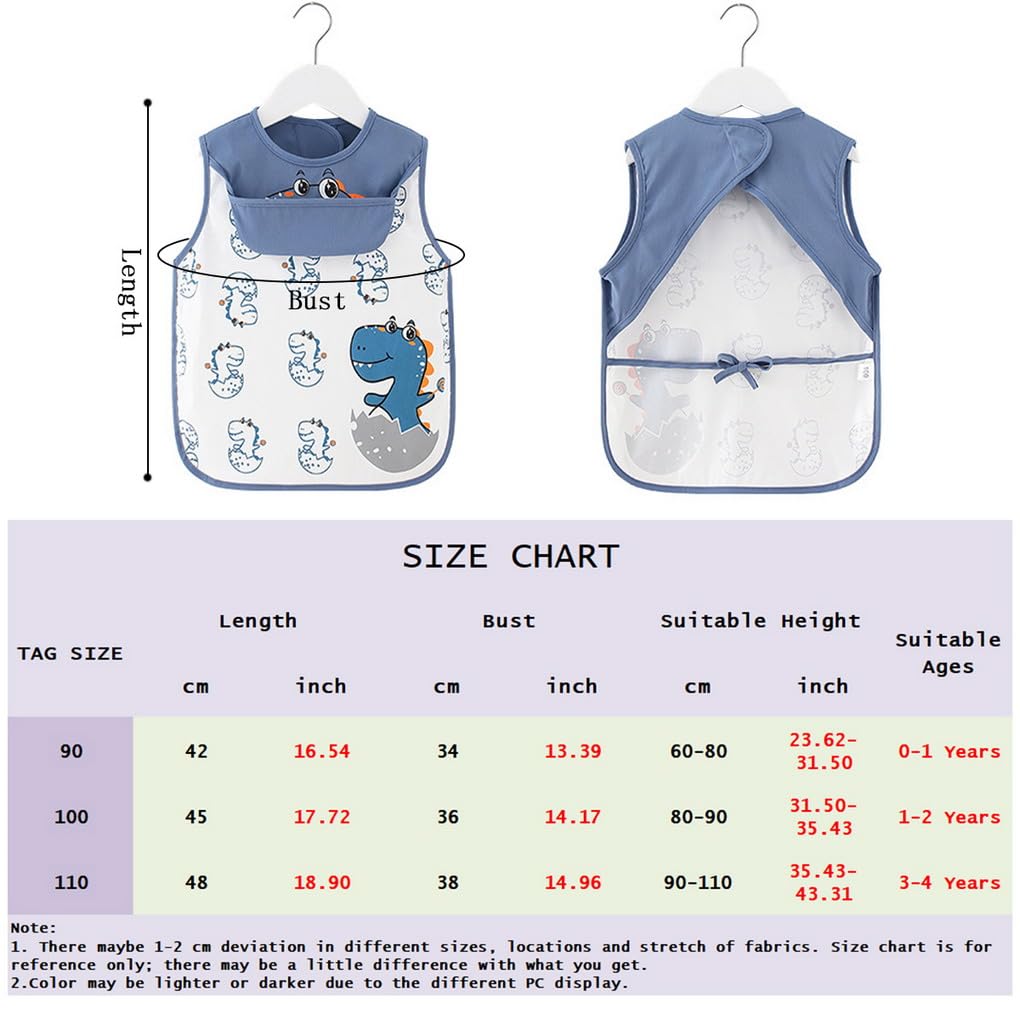 Length
Bust
SIZE CHART
TAG SIZE Length Bust Suitable Height Suitable Ages
cm inch cm inch cm inch
90 42 16.54 34 13.39 60-80 23.62-31.50 0-1 Years
100 45 17.72 36 14.17 80-90 31.50-35.43 1-2 Years
110 48 18.90 38 14.96 90-110 35.43-43.31 3-4 Years
Note:
1. There maybe 1-2 cm deviation in different sizes, locations and stretch of fabrics. Size chart is for
reference only; there may be a little difference with what you get.
2.Color may be lighter or darker due to the different PC display.